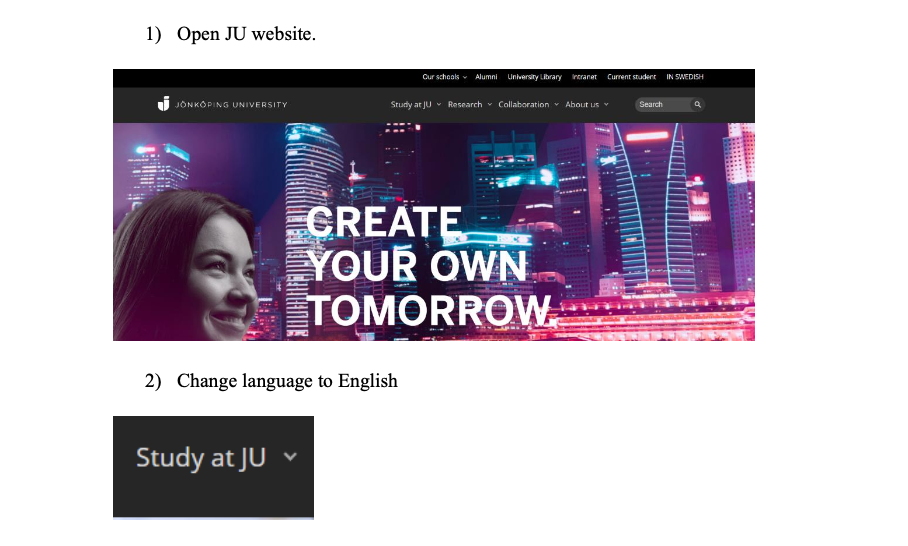 1) Open JU website.
Our schools Alumni University Library Intranet Current student IN SWEDISH
JÖNKÖPING UNIVERSITY Study at JU Research Collaboration About us Search
CREATE
YOUR OWN
TOMORROW.
2) Change language to English
Study at JU